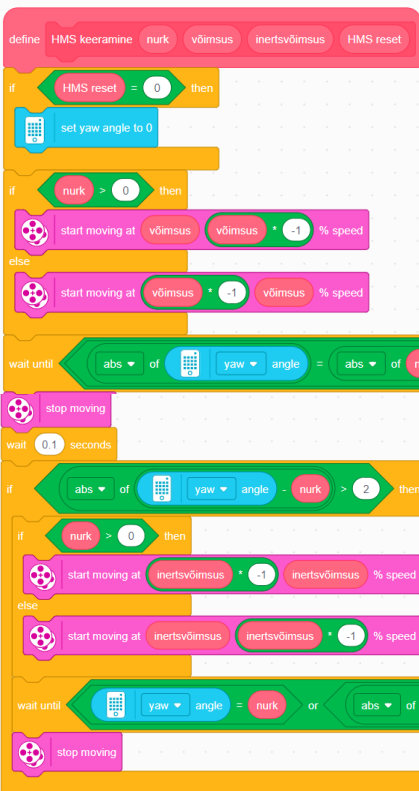 define HMS keeramine nurk võimsus inertsvõimsus HMS reset
if HMS reset = 0 then
set yaw angle to 0
if nurk > 0 then
start moving at võimsus võimsus * -1 % speed
else
start moving at võimsus * -1 võimsus % speed
wait until abs of yaw angle = abs of
stop moving
wait 0.1 seconds
if abs of yaw angle - nurk > 2 then
if nurk > 0 then
start moving at inertsvõimsus * -1 inertsvõimsus % speed
else
start moving at inertsvõimsus inertsvõimsus * -1 % speed
wait until yaw angle = nurk or abs of
stop moving